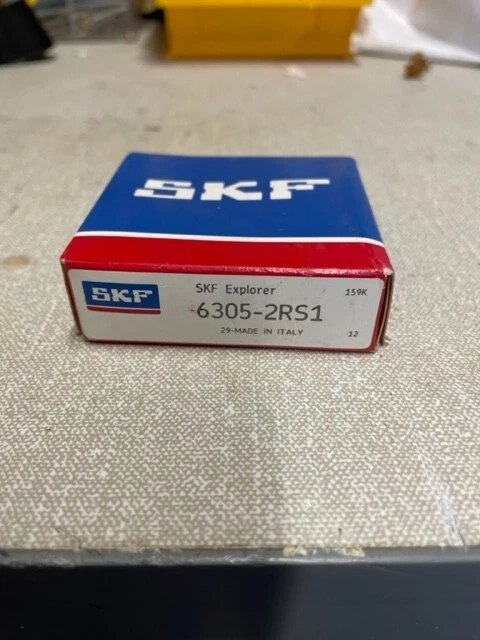 SKF
SKF
SKF Explorer
159K
6305-2RS1
29-MADE IN ITALY
12